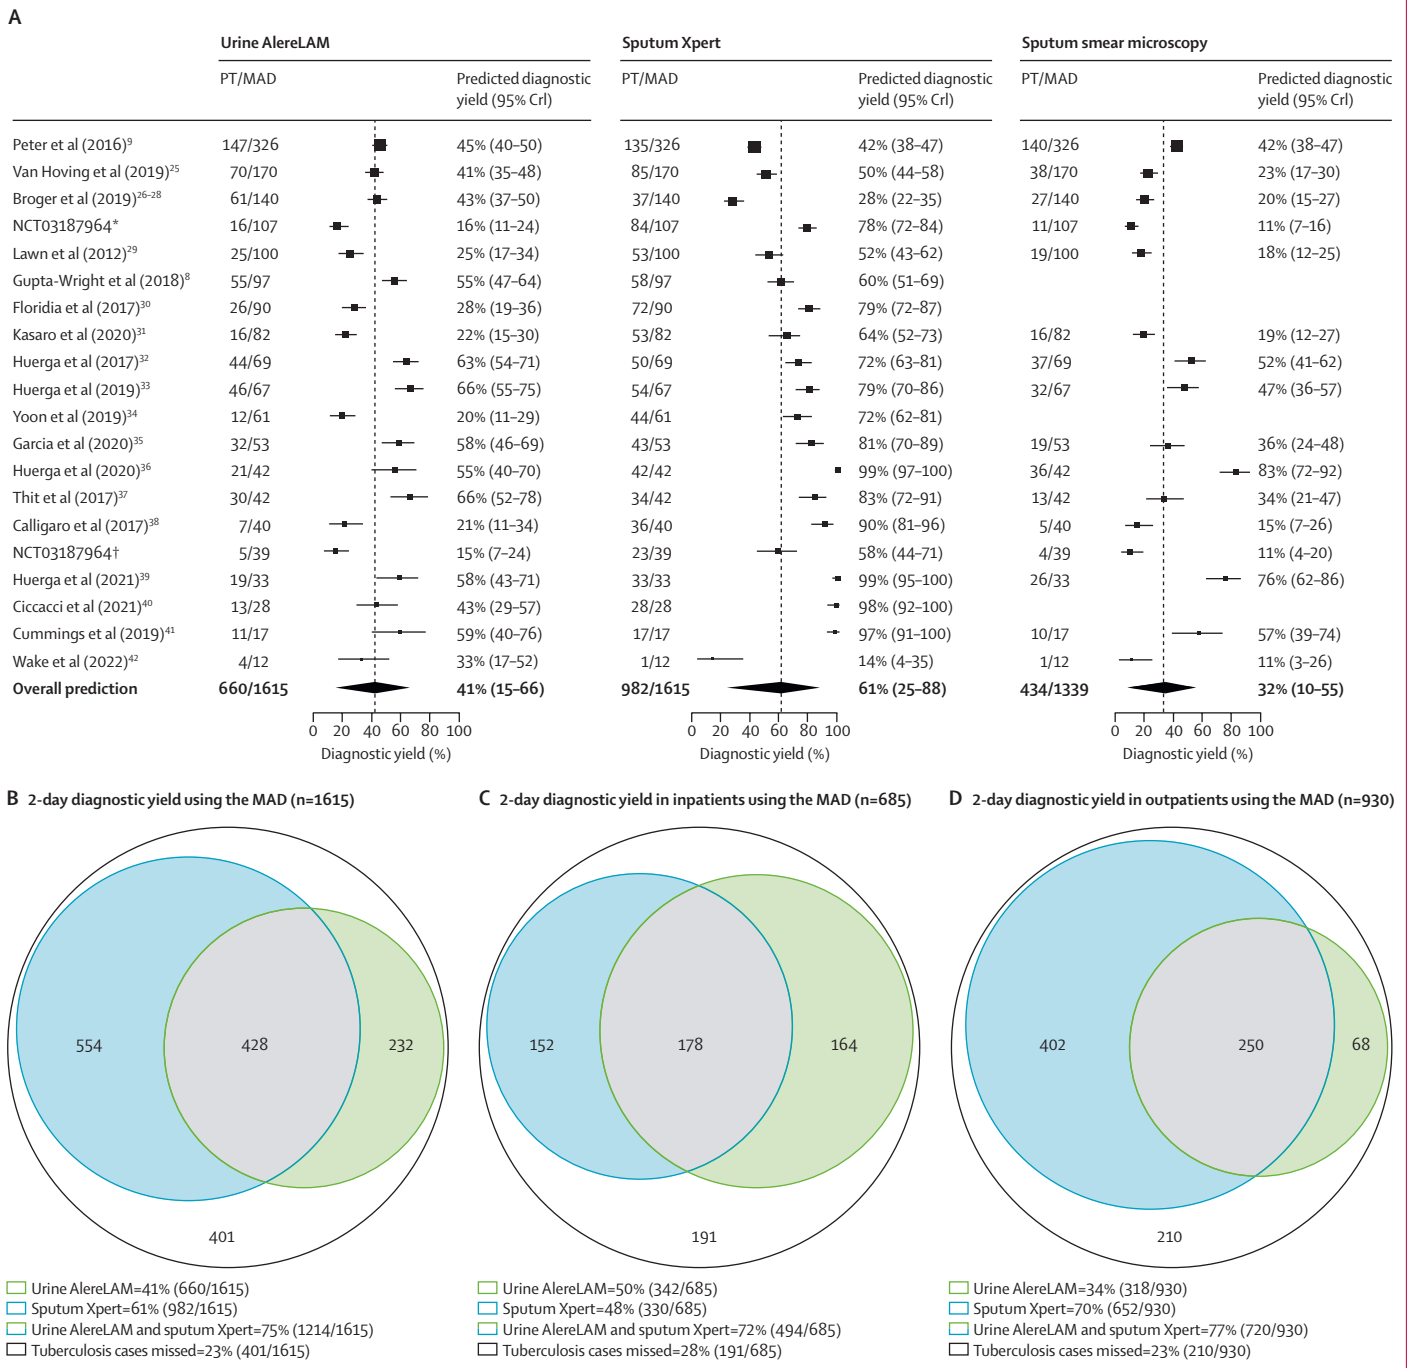 A
Urine AlereLAM Sputum Xpert Sputum smear microscopy
PT/MAD Predicted diagnostic yield (95% CrI) PT/MAD Predicted diagnostic yield (95% CrI) PT/MAD Predicted diagnostic yield (95% CrI)
Peter et al (2016)9 147/326 45% (40–50) 135/326 42% (38–47) 140/326 42% (38–47)
Van Hoving et al (2019)25 70/170 41% (35–48) 85/170 50% (44–58) 38/170 23% (17–30)
Broger et al (2019)26–28 61/140 43% (37–50) 37/140 28% (22–35) 27/140 20% (15–27)
NCT03187964* 16/107 16% (11–24) 84/107 78% (72–84) 11/107 11% (7–16)
Lawn et al (2012)29 25/100 25% (17–34) 53/100 52% (43–62) 19/100 18% (12–25)
Gupta-Wright et al (2018)8 55/97 55% (47–64) 58/97 60% (51–69)
Floridia et al (2017)30 26/90 28% (19–36) 72/90 79% (72–87)
Kasaro et al (2020)31 16/82 22% (15–30) 53/82 64% (52–73) 16/82 19% (12–27)
Huerga et al (2017)32 44/69 63% (54–71) 50/69 72% (63–81) 37/69 52% (41–62)
Huerga et al (2019)33 46/67 66% (55–75) 54/67 79% (70–86) 32/67 47% (36–57)
Yoon et al (2019)34 12/61 20% (11–29) 44/61 72% (62–81)
Garcia et al (2020)35 32/53 58% (46–69) 43/53 81% (70–89) 19/53 36% (24–48)
Huerga et al (2020)36 21/42 55% (40–70) 42/42 99% (97–100) 36/42 83% (72–92)
Thit et al (2017)37 30/42 66% (52–78) 34/42 83% (72–91) 13/42 34% (21–47)
Calligaro et al (2017)38 7/40 21% (11–34) 36/40 90% (81–96) 5/40 15% (7–26)
NCT03187964† 5/39 15% (7–24) 23/39 58% (44–71) 4/39 11% (4–20)
Huerga et al (2021)39 19/33 58% (43–71) 33/33 99% (95–100) 26/33 76% (62–86)
Ciccacci et al (2021)40 13/28 43% (29–57) 28/28 98% (92–100)
Cummings et al (2019)41 11/17 59% (40–76) 17/17 97% (91–100) 10/17 57% (39–74)
Wake et al (2022)42 4/12 33% (17–52) 1/12 14% (4–35) 1/12 11% (3–26)
Overall prediction 660/1615 41% (15–66) 982/1615 61% (25–88) 434/1339 32% (10–55)
0 20 40 60 80 100 0 20 40 60 80 100 0 20 40 60 80 100
Diagnostic yield (%) Diagnostic yield (%) Diagnostic yield (%)
B 2-day diagnostic yield using the MAD (n=1615)
554 428 232
401
Urine AlereLAM=41% (660/1615)
Sputum Xpert=61% (982/1615)
Urine AlereLAM and sputum Xpert=75% (1214/1615)
Tuberculosis cases missed=23% (401/1615)
C 2-day diagnostic yield in inpatients using the MAD (n=685)
152 178 164
191
Urine AlereLAM=50% (342/685)
Sputum Xpert=48% (330/685)
Urine AlereLAM and sputum Xpert=72% (494/685)
Tuberculosis cases missed=28% (191/685)
D 2-day diagnostic yield in outpatients using the MAD (n=930)
402 250 68
210
Urine AlereLAM=34% (318/930)
Sputum Xpert=70% (652/930)
Urine AlereLAM and sputum Xpert=77% (720/930)
Tuberculosis cases missed=23% (210/930)